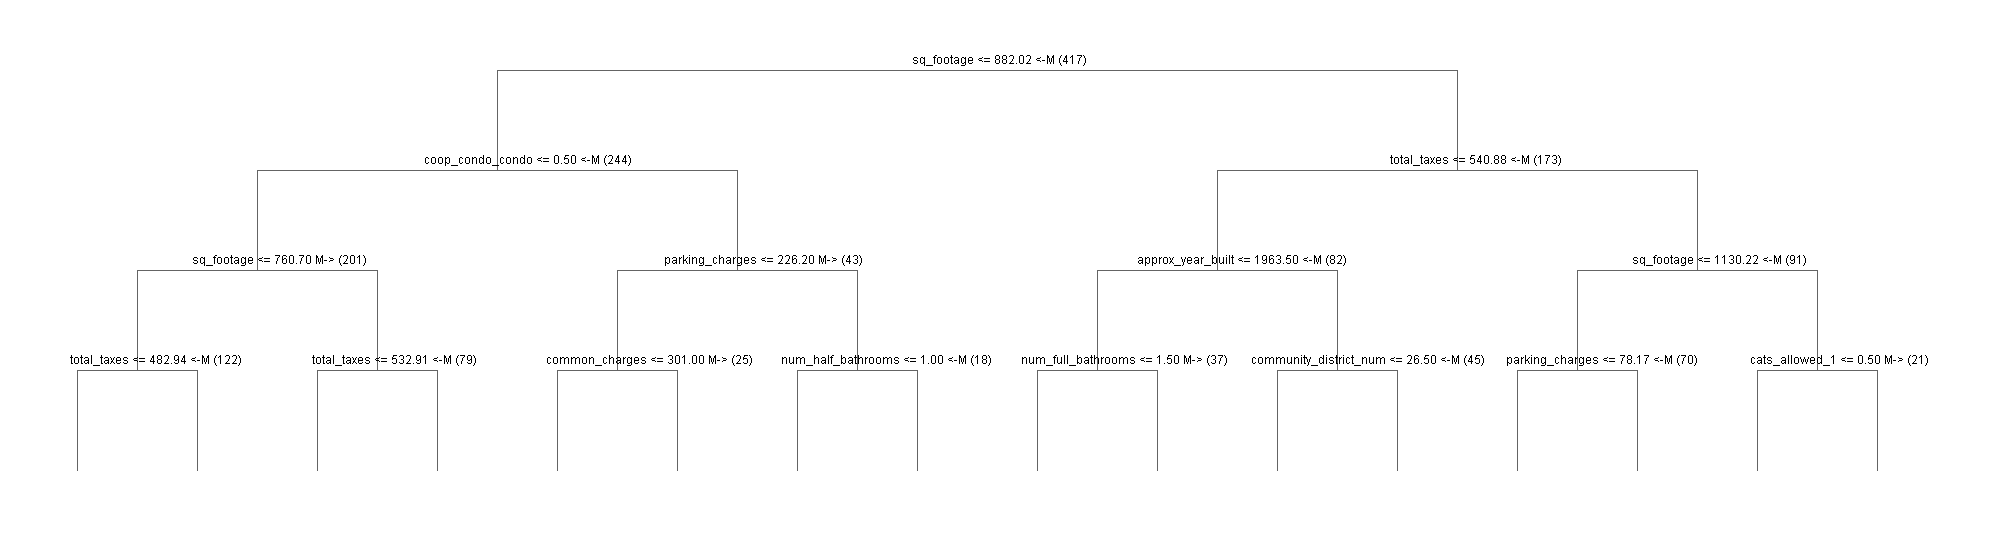 sq_footage <= 882.02 <-M (417)
coop_condo_condo <= 0.50 <-M (244)
total_taxes <= 540.88 <-M (173)
sq_footage <= 760.70 M-> (201)
parking_charges <= 226.20 M-> (43)
approx_year_built <= 1963.50 <-M (82)
sq_footage <= 1130.22 <-M (91)
total_taxes <= 482.94 <-M (122)
total_taxes <= 532.91 <-M (79)
common_charges <= 301.00 M-> (25)
num_half_bathrooms <= 1.00 <-M (18)
num_full_bathrooms <= 1.50 M-> (37)
community_district_num <= 26.50 <-M (45)
parking_charges <= 78.17 <-M (70)
cats_allowed_1 <= 0.50 M-> (21)